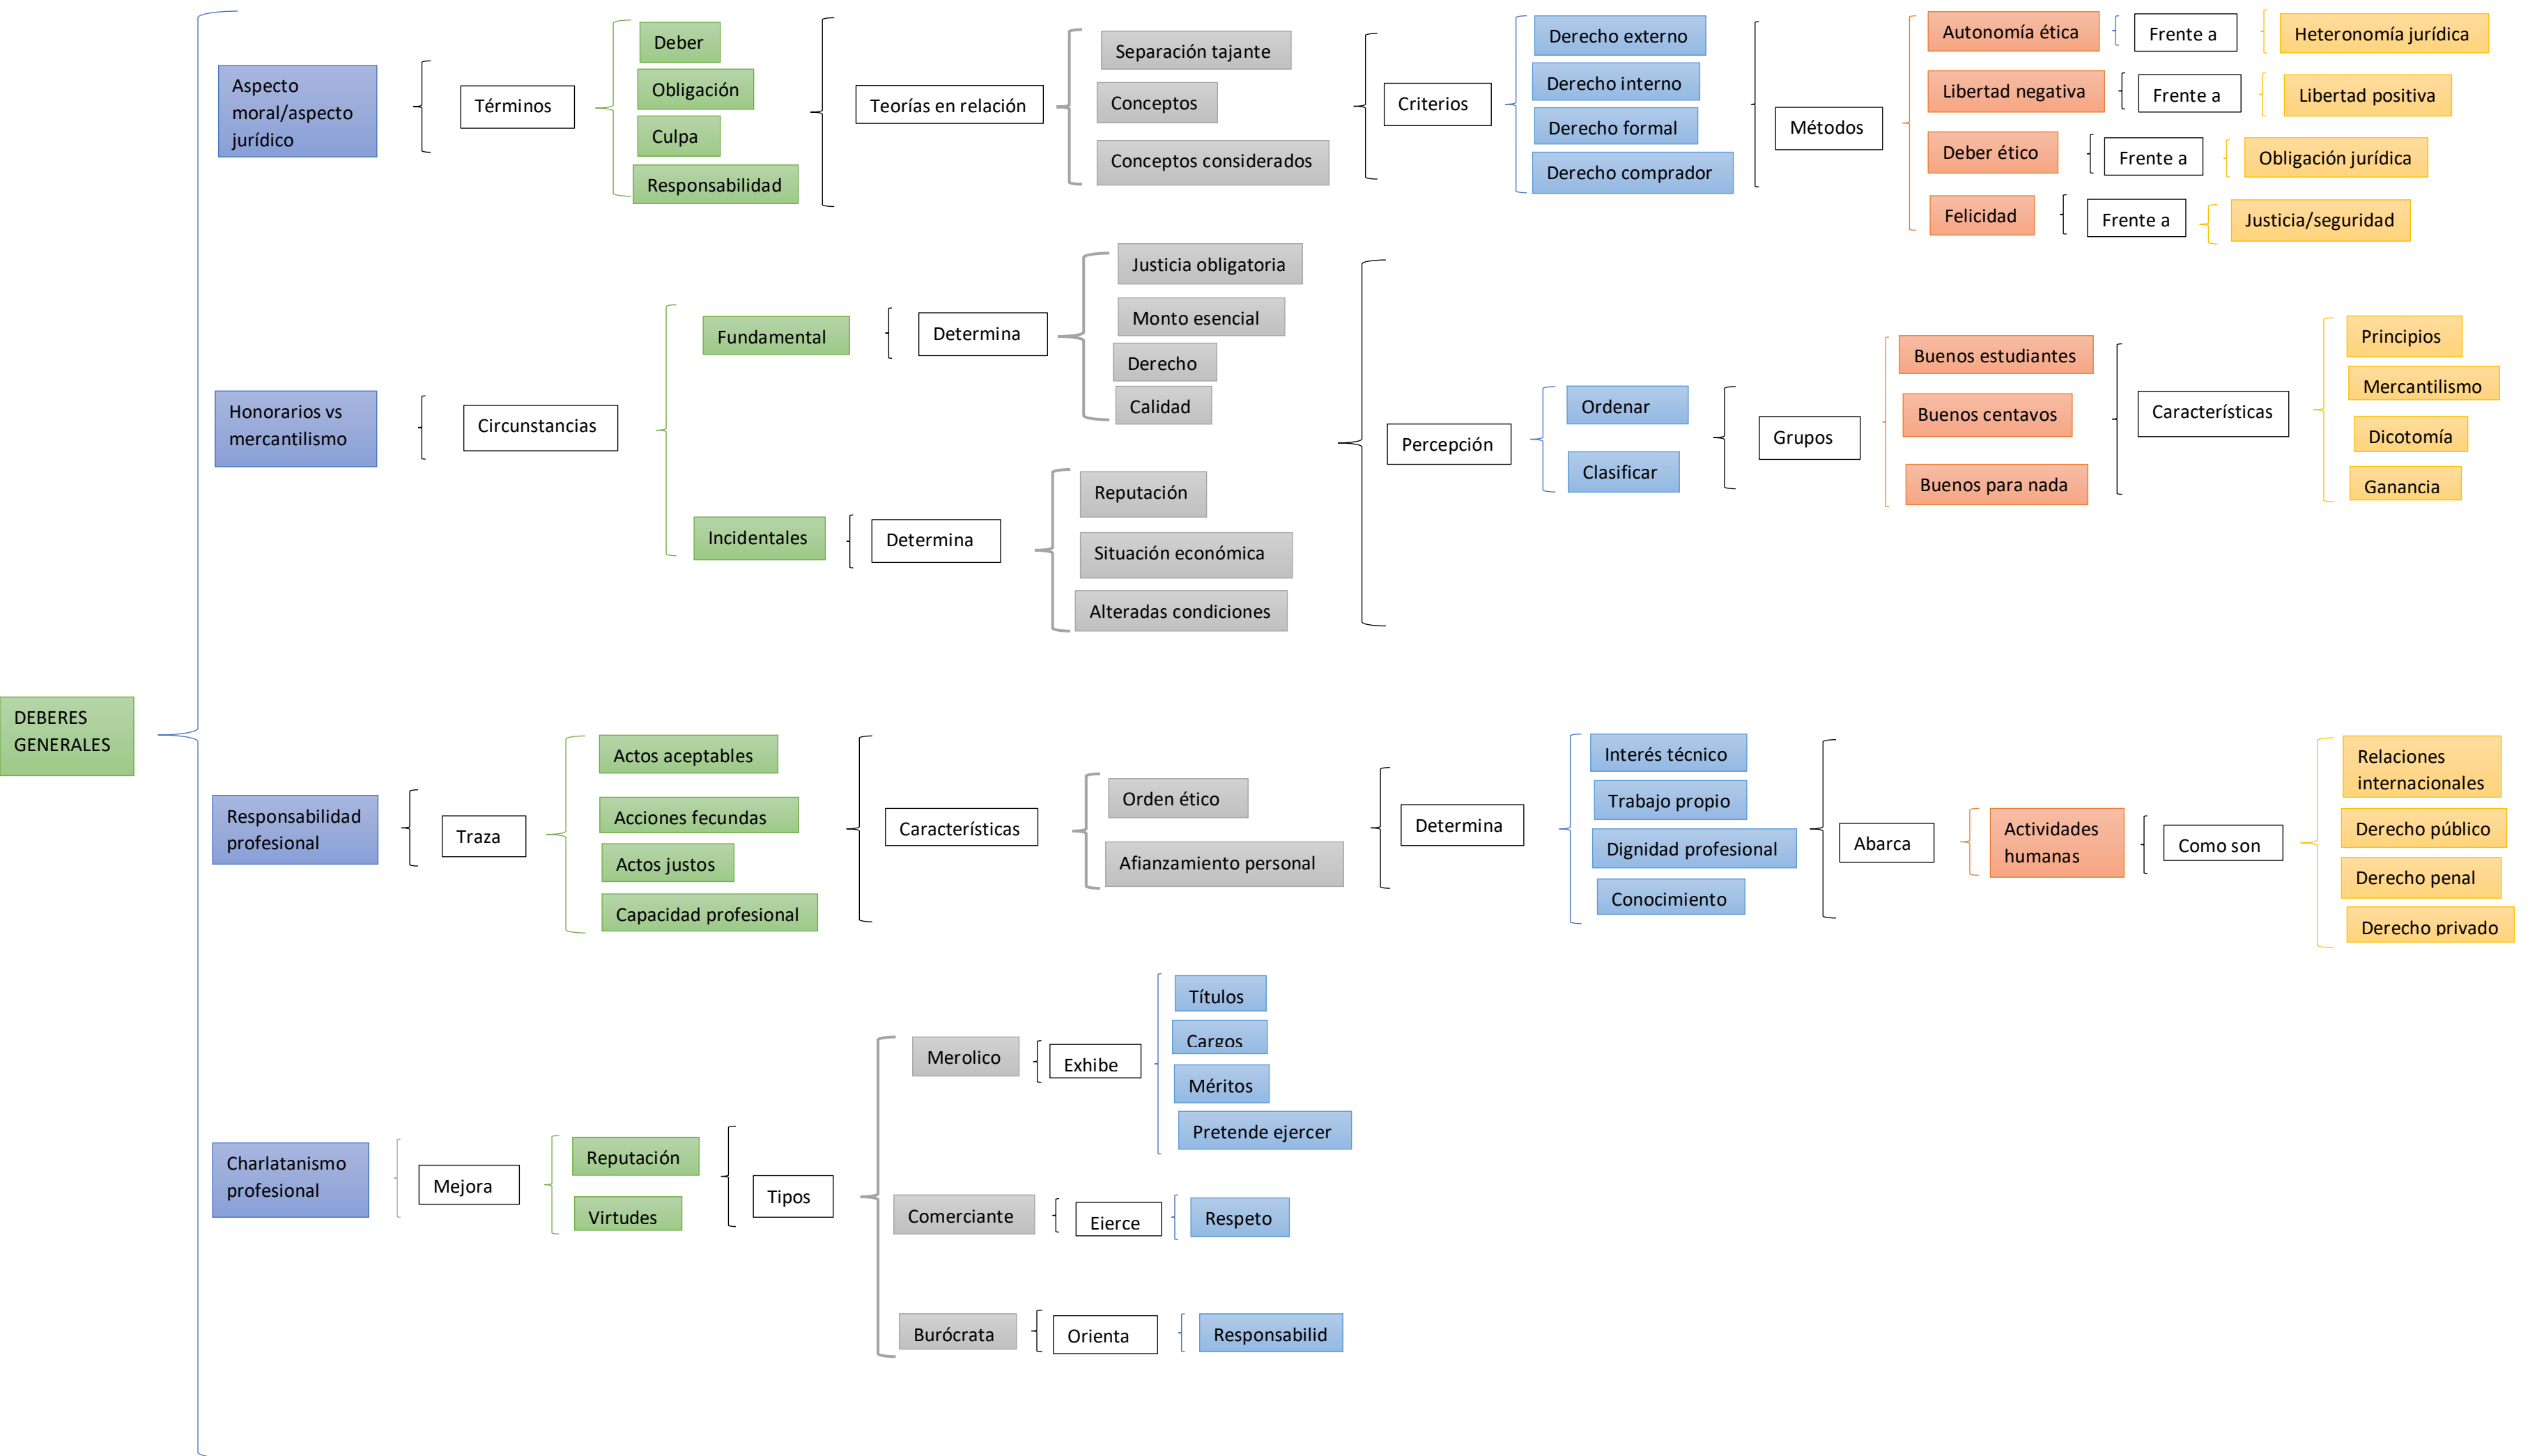 DEBERES
GENERALES
Aspecto
moral/aspecto
jurídico
Términos
Deber
Obligación
Culpa
Responsabilidad
Teorías en relación
Separación tajante
Conceptos
Conceptos considerados
Criterios
Derecho externo
Derecho interno
Derecho formal
Derecho comprador
Métodos
Autonomía ética
Frente a
Heteronomía jurídica
Libertad negativa
Frente a
Libertad positiva
Deber ético
Frente a
Obligación jurídica
Felicidad
Frente a
Justicia/seguridad
Honorarios vs
mercantilismo
Circunstancias
Fundamental
Determina
Justicia obligatoria
Monto esencial
Derecho
Calidad
Incidentales
Determina
Reputación
Situación económica
Alteradas condiciones
Percepción
Ordenar
Clasificar
Grupos
Buenos estudiantes
Buenos centavos
Buenos para nada
Características
Principios
Mercantilismo
Dicotomía
Ganancia
Responsabilidad
profesional
Traza
Actos aceptables
Acciones fecundas
Actos justos
Capacidad profesional
Características
Orden ético
Afianzamiento personal
Determina
Interés técnico
Trabajo propio
Dignidad profesional
Conocimiento
Abarca
Actividades
humanas
Como son
Relaciones
internacionales
Derecho público
Derecho penal
Derecho privado
Charlatanismo
profesional
Mejora
Reputación
Virtudes
Tipos
Merolico
Exhibe
Títulos
Cargos
Méritos
Pretende ejercer
Comerciante
Ejerce
Respeto
Burócrata
Orienta
Responsabilid